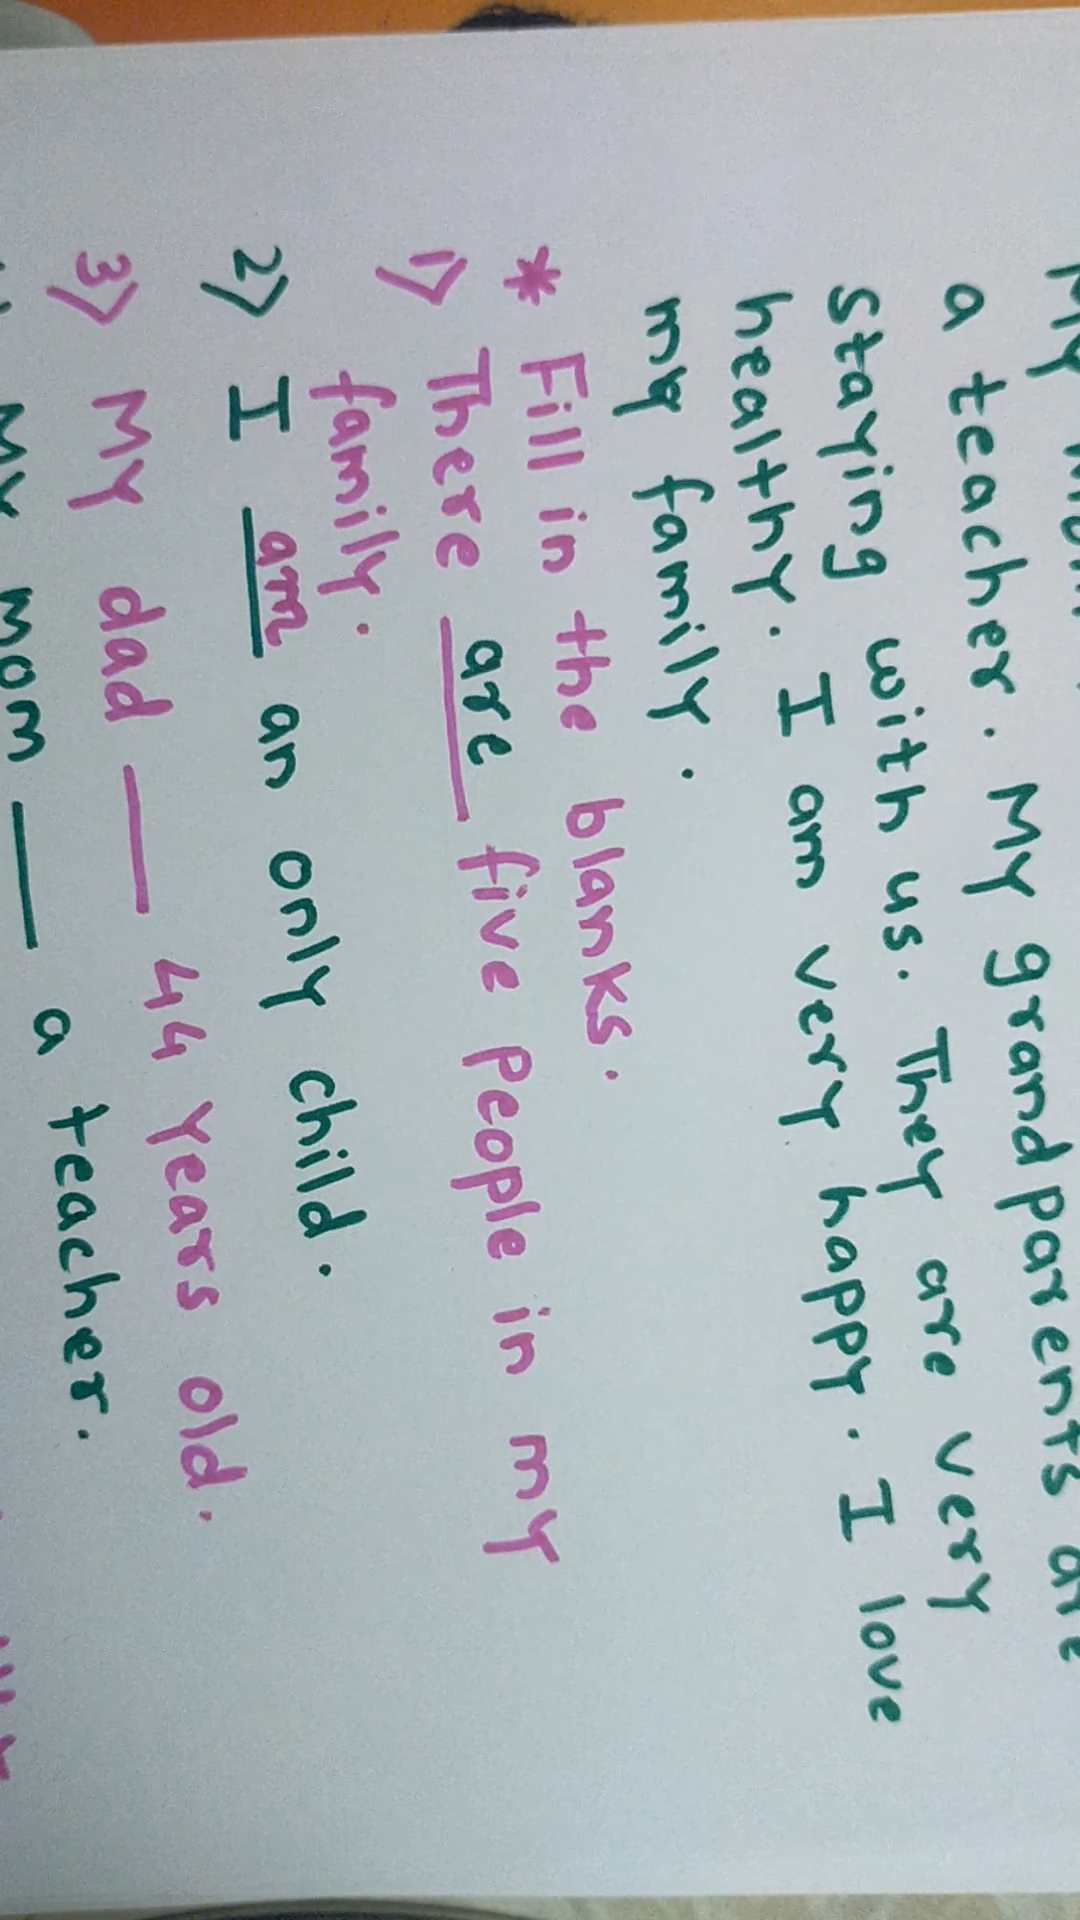 a teacher. My grandparents are
staying with us. They are very
healthy. I am very happy. I love
my family.
* Fill in the blanks.
1) There are five people in my
family.
2) I am an only child.
3) My dad ___ 44 years old.
My mom ___ a teacher.